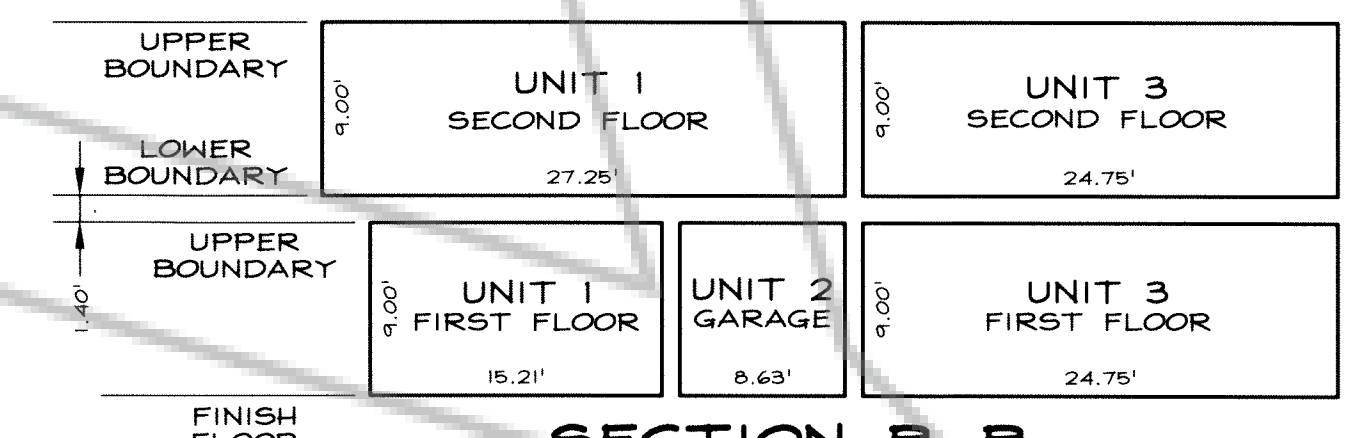 UPPER
BOUNDARY
LOWER
BOUNDARY
9.00'
UNIT 1
SECOND FLOOR
27.25'
9.00'
UNIT 3
SECOND FLOOR
24.75'
1.40'
UPPER
BOUNDARY
9.00'
UNIT 1
FIRST FLOOR
15.21'
UNIT 2
GARAGE
8.63'
9.00'
UNIT 3
FIRST FLOOR
24.75'
FINISH
FLOOR
SECTION B-B